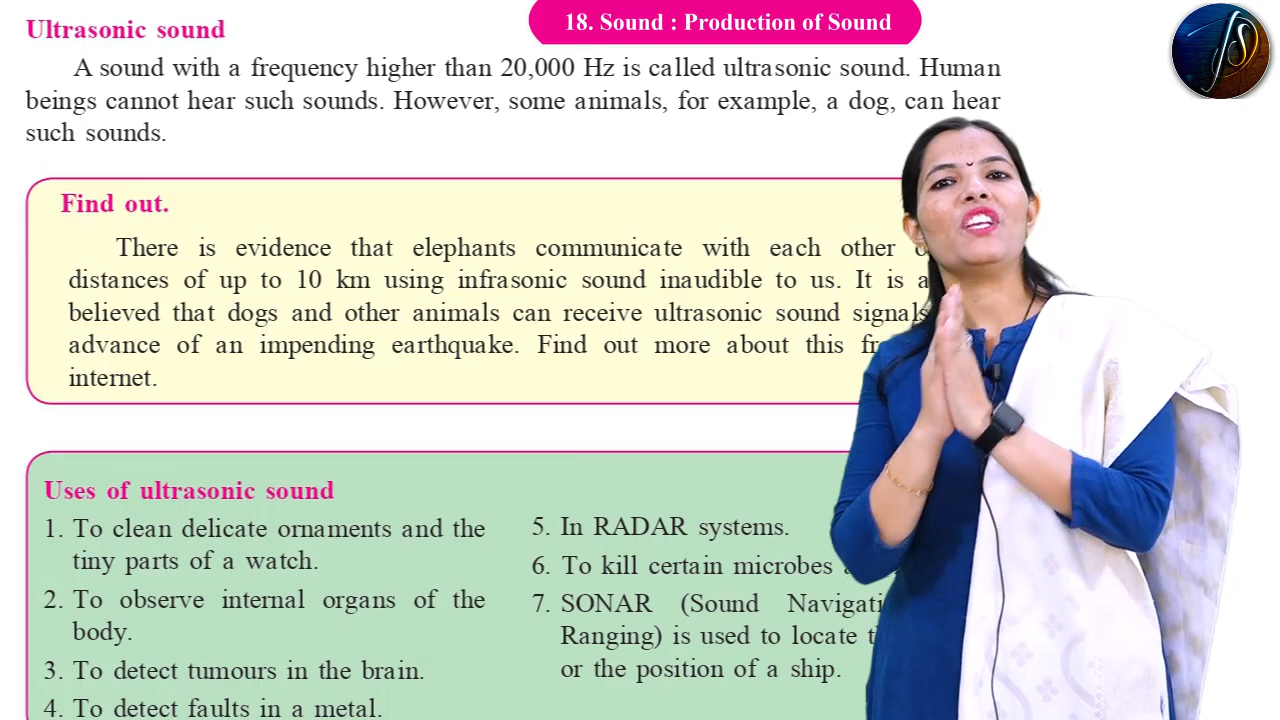 18. Sound : Production of Sound
Ultrasonic sound
A sound with a frequency higher than 20,000 Hz is called ultrasonic sound. Human
beings cannot hear such sounds. However, some animals, for example, a dog, can hear
such sounds.
Find out.
There is evidence that elephants communicate with each other
distances of up to 10 km using infrasonic sound inaudible to us. It is
believed that dogs and other animals can receive ultrasonic sound signals
advance of an impending earthquake. Find out more about this
internet.
Uses of ultrasonic sound
1. To clean delicate ornaments and the
tiny parts of a watch.
2. To observe internal organs of the
body.
3. To detect tumours in the brain.
4. To detect faults in a metal.
5. In RADAR systems.
6. To kill certain microbes
7. SONAR (Sound
Ranging) is used to locate
or the position of a ship.